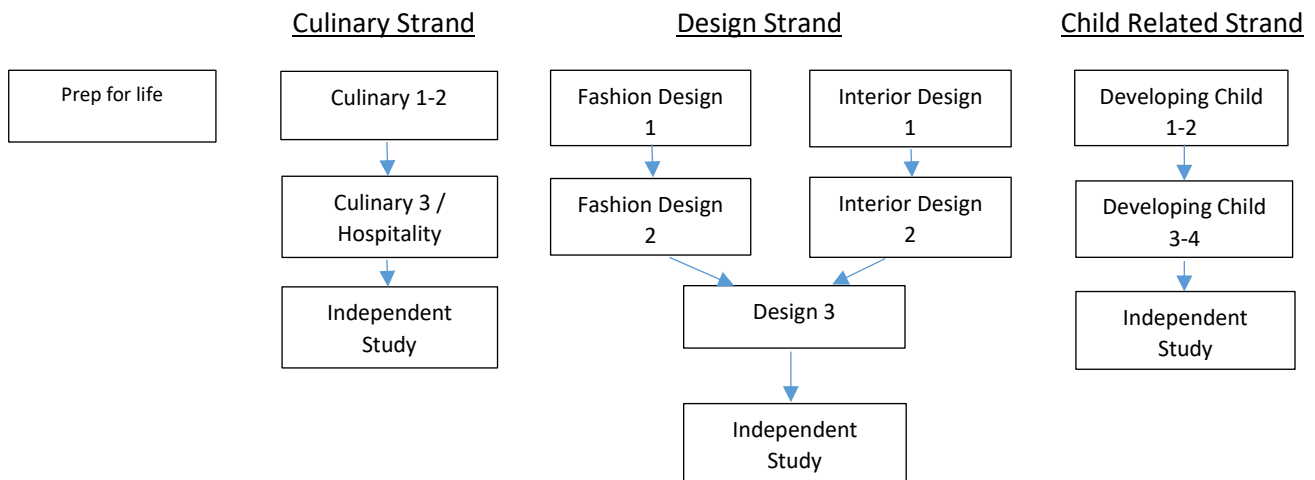 Culinary Strand
Design Strand
Child Related Strand
Prep for life
Culinary 1-2
Fashion Design
1
Interior Design
1
Developing Child
1-2
Culinary 3 /
Hospitality
Fashion Design
2
Interior Design
2
Developing Child
3-4
Independent
Study
Design 3
Independent
Study
Independent
Study